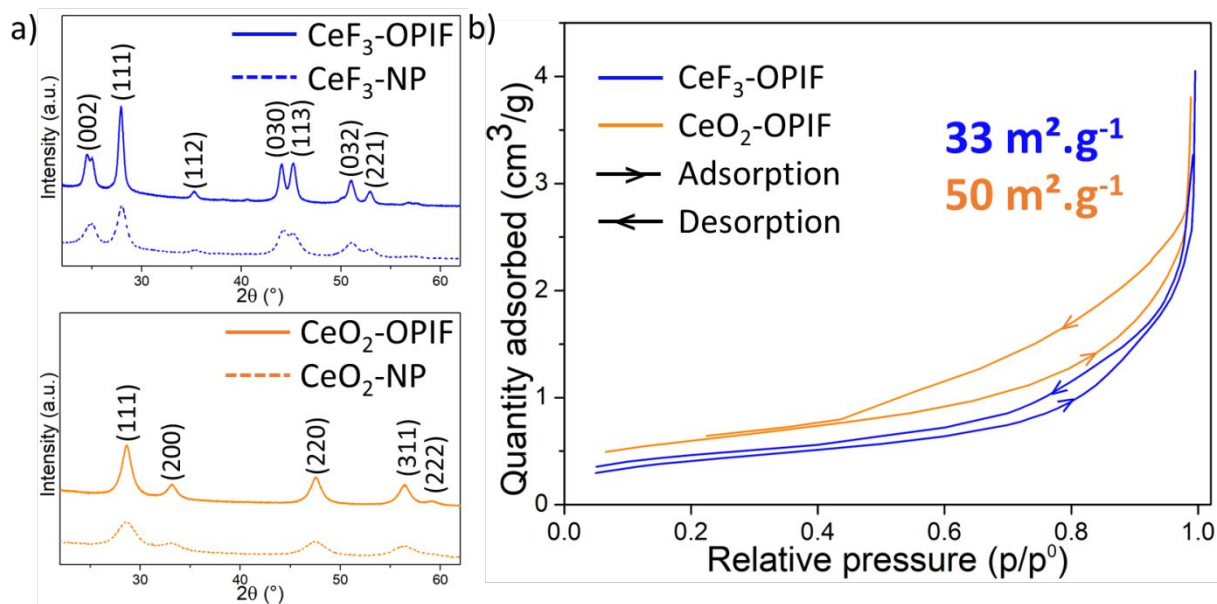 a)
Intensity (a.u.)
(002)
(111)
(112)
(030)
(113)
(032)
(221)
CeF₃-OPIF
CeF₃-NP
30
40
50
60
2θ (°)
Intensity (a.u.)
(111)
(200)
(220)
(311)
(222)
CeO₂-OPIF
CeO₂-NP
30
40
50
60
2θ (°)
b)
Quantity adsorbed (cm³/g)
4
3
2
1
0
CeF₃-OPIF
CeO₂-OPIF
Adsorption
Desorption
33 m².g⁻¹
50 m².g⁻¹
0.0
0.2
0.4
0.6
0.8
1.0
Relative pressure (p/p⁰)